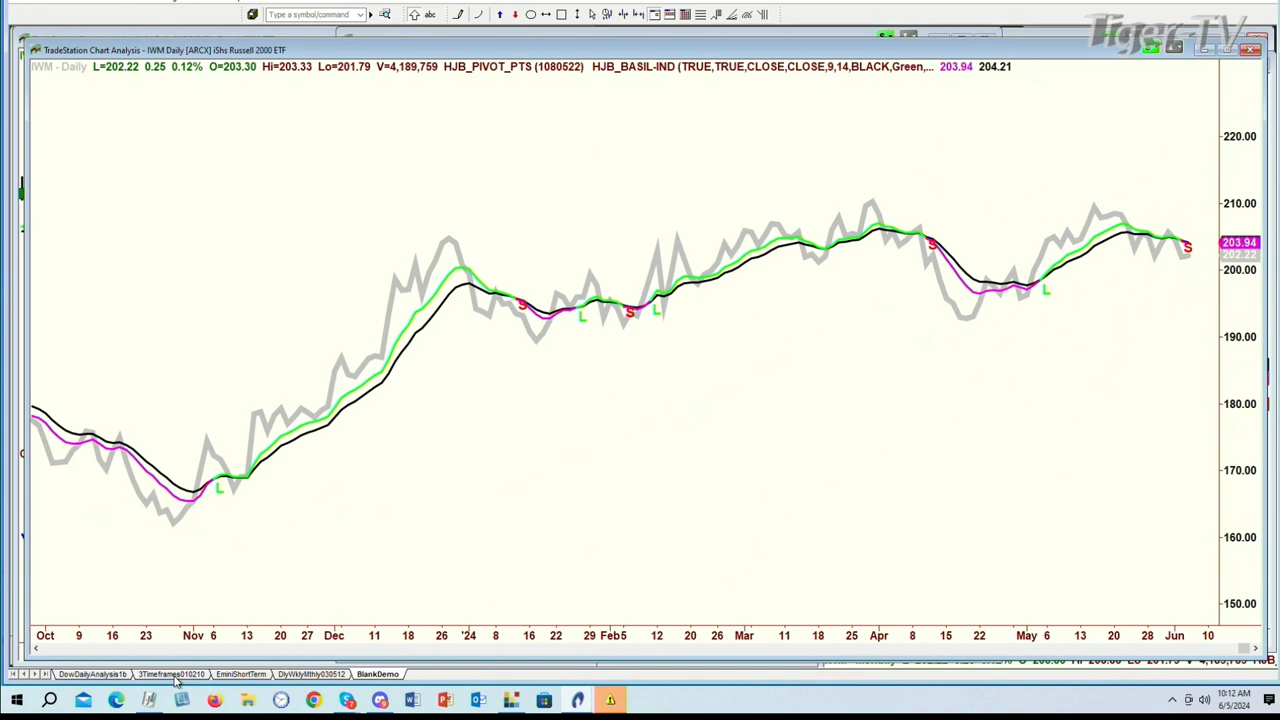 Type a symbol/command
abc
Tiger-TV
TradeStation Chart Analysis - IWM Daily [ARCX] iShs Russell 2000 ETF
IWM - Daily L=202.22 0.25 0.12% O=203.30 Hi=203.33 Lo=201.79 V=4,189,759 HJB_PIVOT_PTS (1080522) HJB_BASIL-IND (TRUE,TRUE,CLOSE,CLOSE,9,14,BLACK,Green,... 203.94 204.21
220.00
210.00
203.94
202.22
200.00
190.00
180.00
170.00
160.00
150.00
L
S
L
S
L
S
L
S
Oct 9 16 23 Nov 6 13 20 27 Dec 11 18 26 '24 8 16 22 29 Feb5 12 20 26 Mar 11 18 25 Apr 8 15 22 May 6 13 20 28 Jun 10
DowDailyAnalysis1b 3Timeframes010210 EminiShortTerm DlyWklyMthly030512 BlankDemo
10:12 AM
6/5/2024